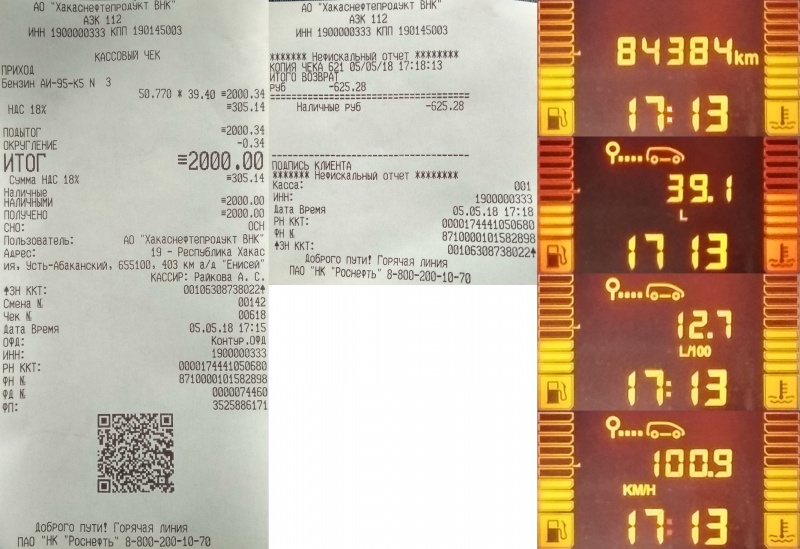 АО "Хакаснефтепродукт ВНК"
АЗК 112
ИНН 1900000333 КПП 190145003
КАССОВЫЙ ЧЕК
ПРИХОД
Бензин АИ-95-К5 N 3
50.770 * 39.40 ≡2000.34
НДС 18% ≡305.14
ПОДЫТОГ ≡2000.34
ОКРУГЛЕНИЕ -0.34
ИТОГ ≡2000.00
Сумма НДС 18% ≡305.14
Наличные
НАЛИЧНЫМИ ≡2000.00
ПОЛУЧЕНО ≡2000.00
СНО: ОСН
Пользователь: АО "Хакаснефтепродукт ВНК"
Адрес: 19 - Республика Хакас
ия, Усть-Абаканский, 655100, 403 км а/д "Енисей"
КАССИР: Райкова А. С.
ЗН ККТ: 00106308738022
Смена № 00142
Чек № 00618
Дата Время 05.05.18 17:15
ОФД: Контур.ОФД
ИНН: 1900000333
РН ККТ: 0000174441050680
ФН № 8710000101582898
ФД № 0000074460
ФП: 3525886171
Доброго пути! Горячая линия
ПАО "НК "Роснефть" 8-800-200-10-70
АО "Хакаснефтепродукт ВНК"
АЗК 112
ИНН 1900000333 КПП 190145003
******* Нефискальный отчет ********
КОПИЯ ЧЕКА 621 05/05/18 17:18:13
ИТОГО ВОЗВРАТ
РУБ -625.28
Наличные РУБ -625.28
ПОДПИСЬ КЛИЕНТА
******* Нефискальный отчет ********
Касса: 001
ИНН: 1900000333
Дата Время 05.05.18 17:18
РН ККТ: 0000174441050680
ФН № 8710000101582898
ЗН ККТ: 00106308738022
Доброго пути! Горячая линия
ПАО "НК "Роснефть" 8-800-200-10-70
84384 km
17:13
39.1
L
17 13
12.7
L/100
17:13
100.9
KM/H
17:13